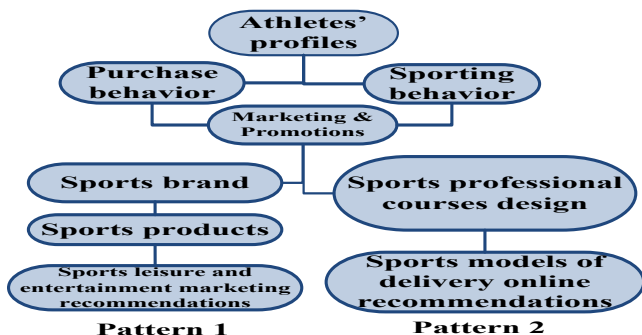 Athletes’
profiles
Purchase
behavior
Sporting
behavior
Marketing &
Promotions
Sports brand
Sports professional
courses design
Sports products
Sports leisure and
entertainment marketing
recommendations
Sports models of
delivery online
recommendations
Pattern 1
Pattern 2